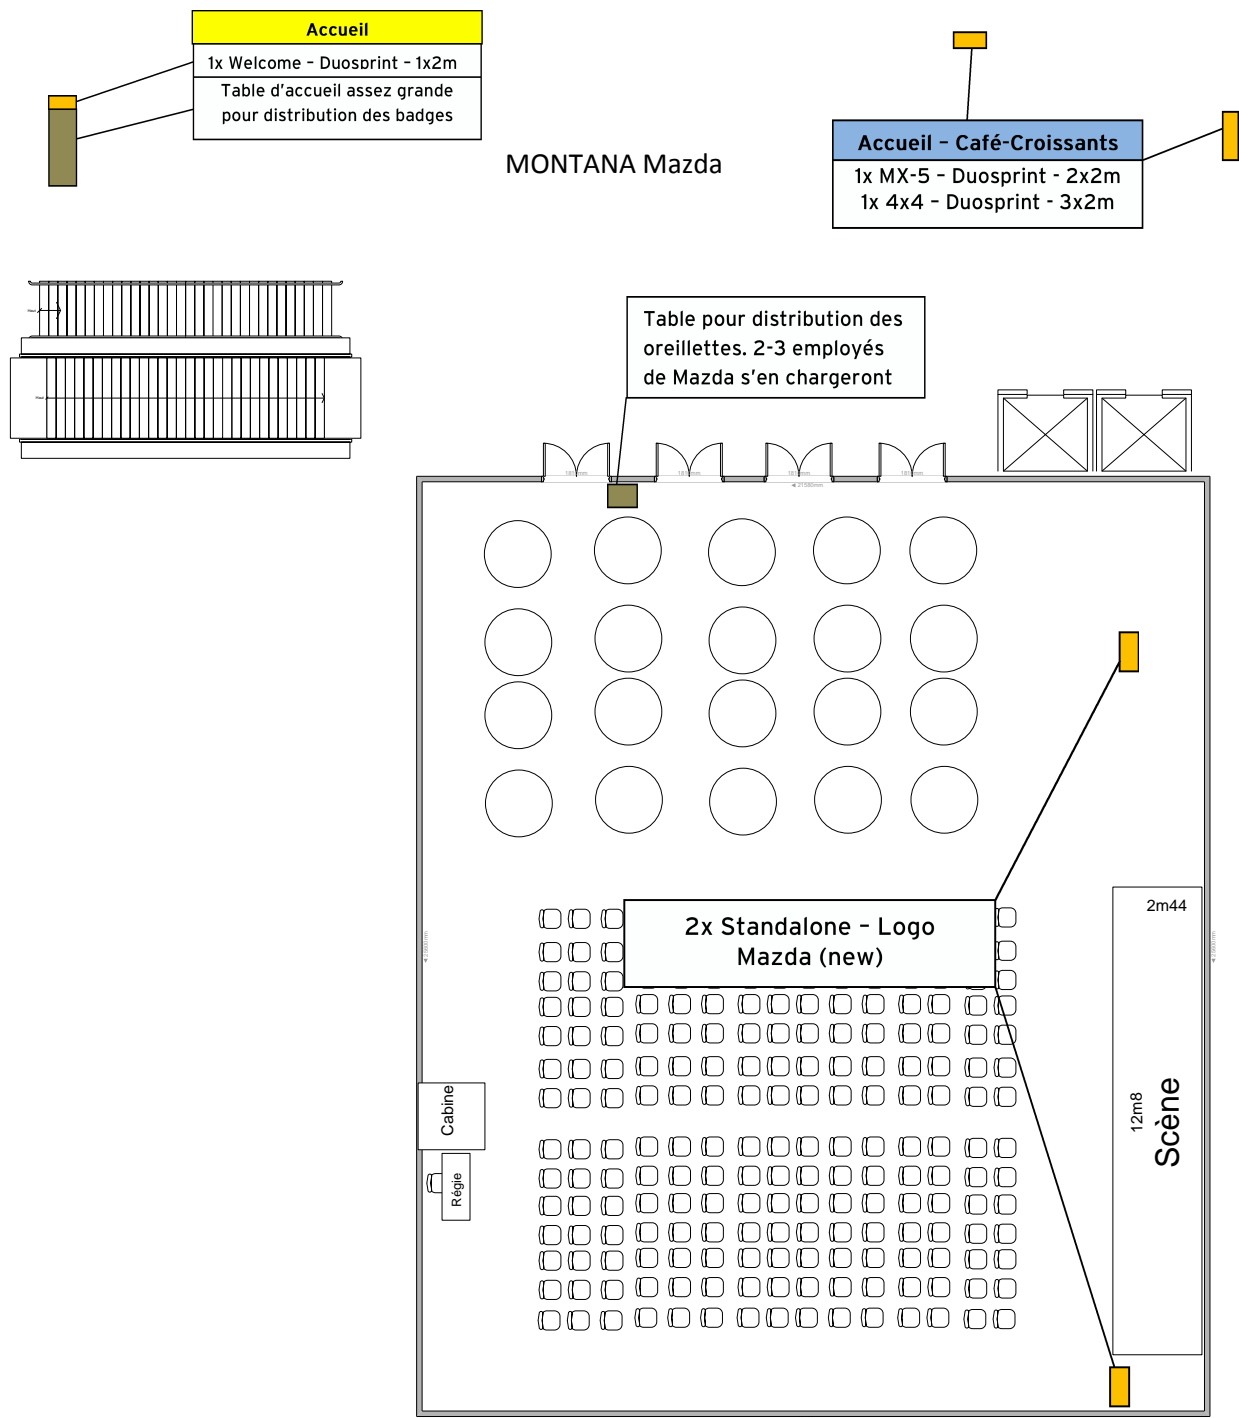 Accueil
1x Welcome – Duosprint – 1x2m
Table d'accueil assez grande
pour distribution des badges
MONTANA Mazda
Accueil – Café-Croissants
1x MX-5 – Duosprint - 2x2m
1x 4x4 – Duosprint - 3x2m
Table pour distribution des
oreillettes. 2-3 employés
de Mazda s'en chargeront
21580mm
2x Standalone – Logo
Mazda (new)
2m44
12m8
Scène
Cabine
Régie